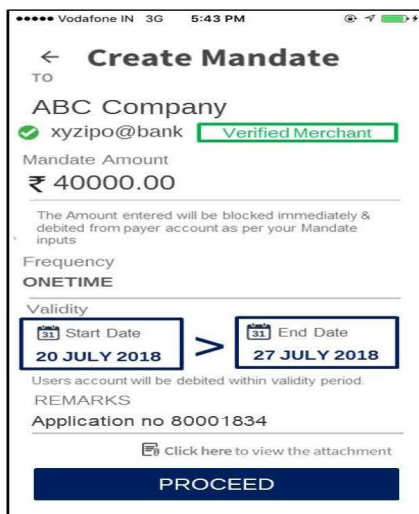 Vodafone IN 3G 5:43 PM
← Create Mandate
TO
ABC Company
xyzipo@bank Verified Merchant
Mandate Amount
₹ 40000.00
The Amount entered will be blocked immediately &
debited from payer account as per your Mandate
inputs
Frequency
ONETIME
Validity
31 Start Date
20 JULY 2018
>
31 End Date
27 JULY 2018
Users account will be debited within validity period.
REMARKS
Application no 80001834
Click here to view the attachment
PROCEED